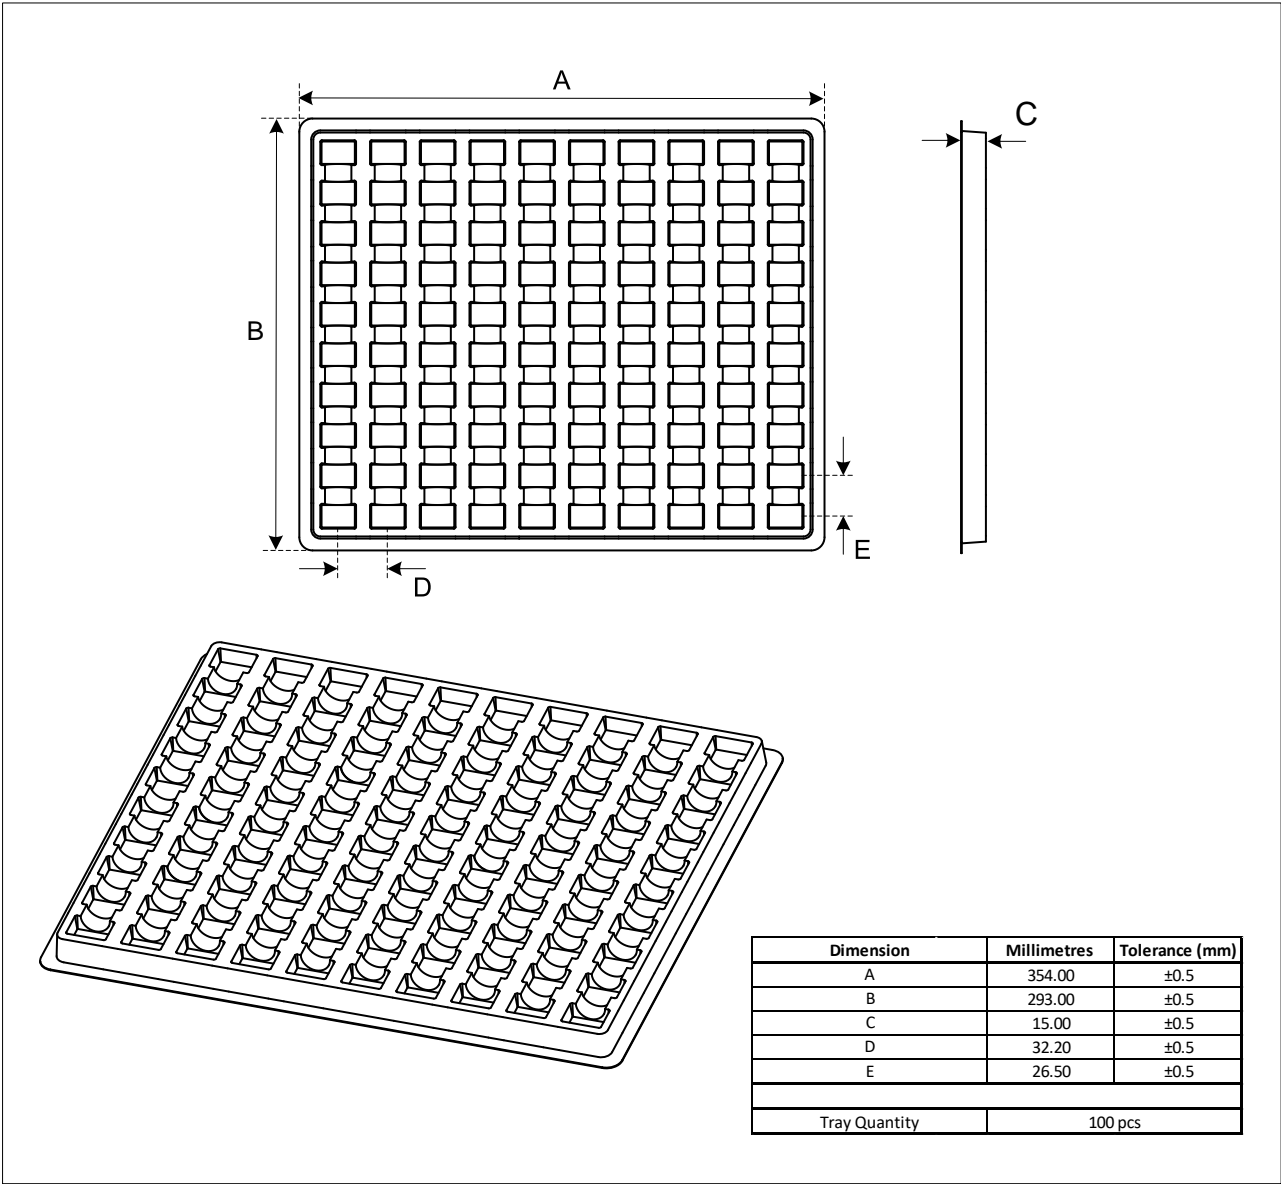 A
C
B
E
D
Dimension Millimetres Tolerance (mm)
A 354.00 ±0.5
B 293.00 ±0.5
C 15.00 ±0.5
D 32.20 ±0.5
E 26.50 ±0.5
Tray Quantity 100 pcs